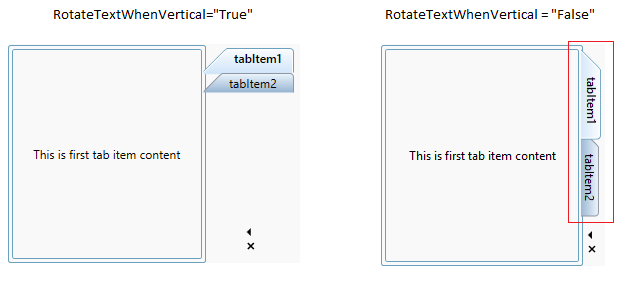 RotateTextWhenVertical="True"
RotateTextWhenVertical = "False"
tabItem1
tabItem2
This is first tab item content
tabItem1
tabItem2
This is first tab item content